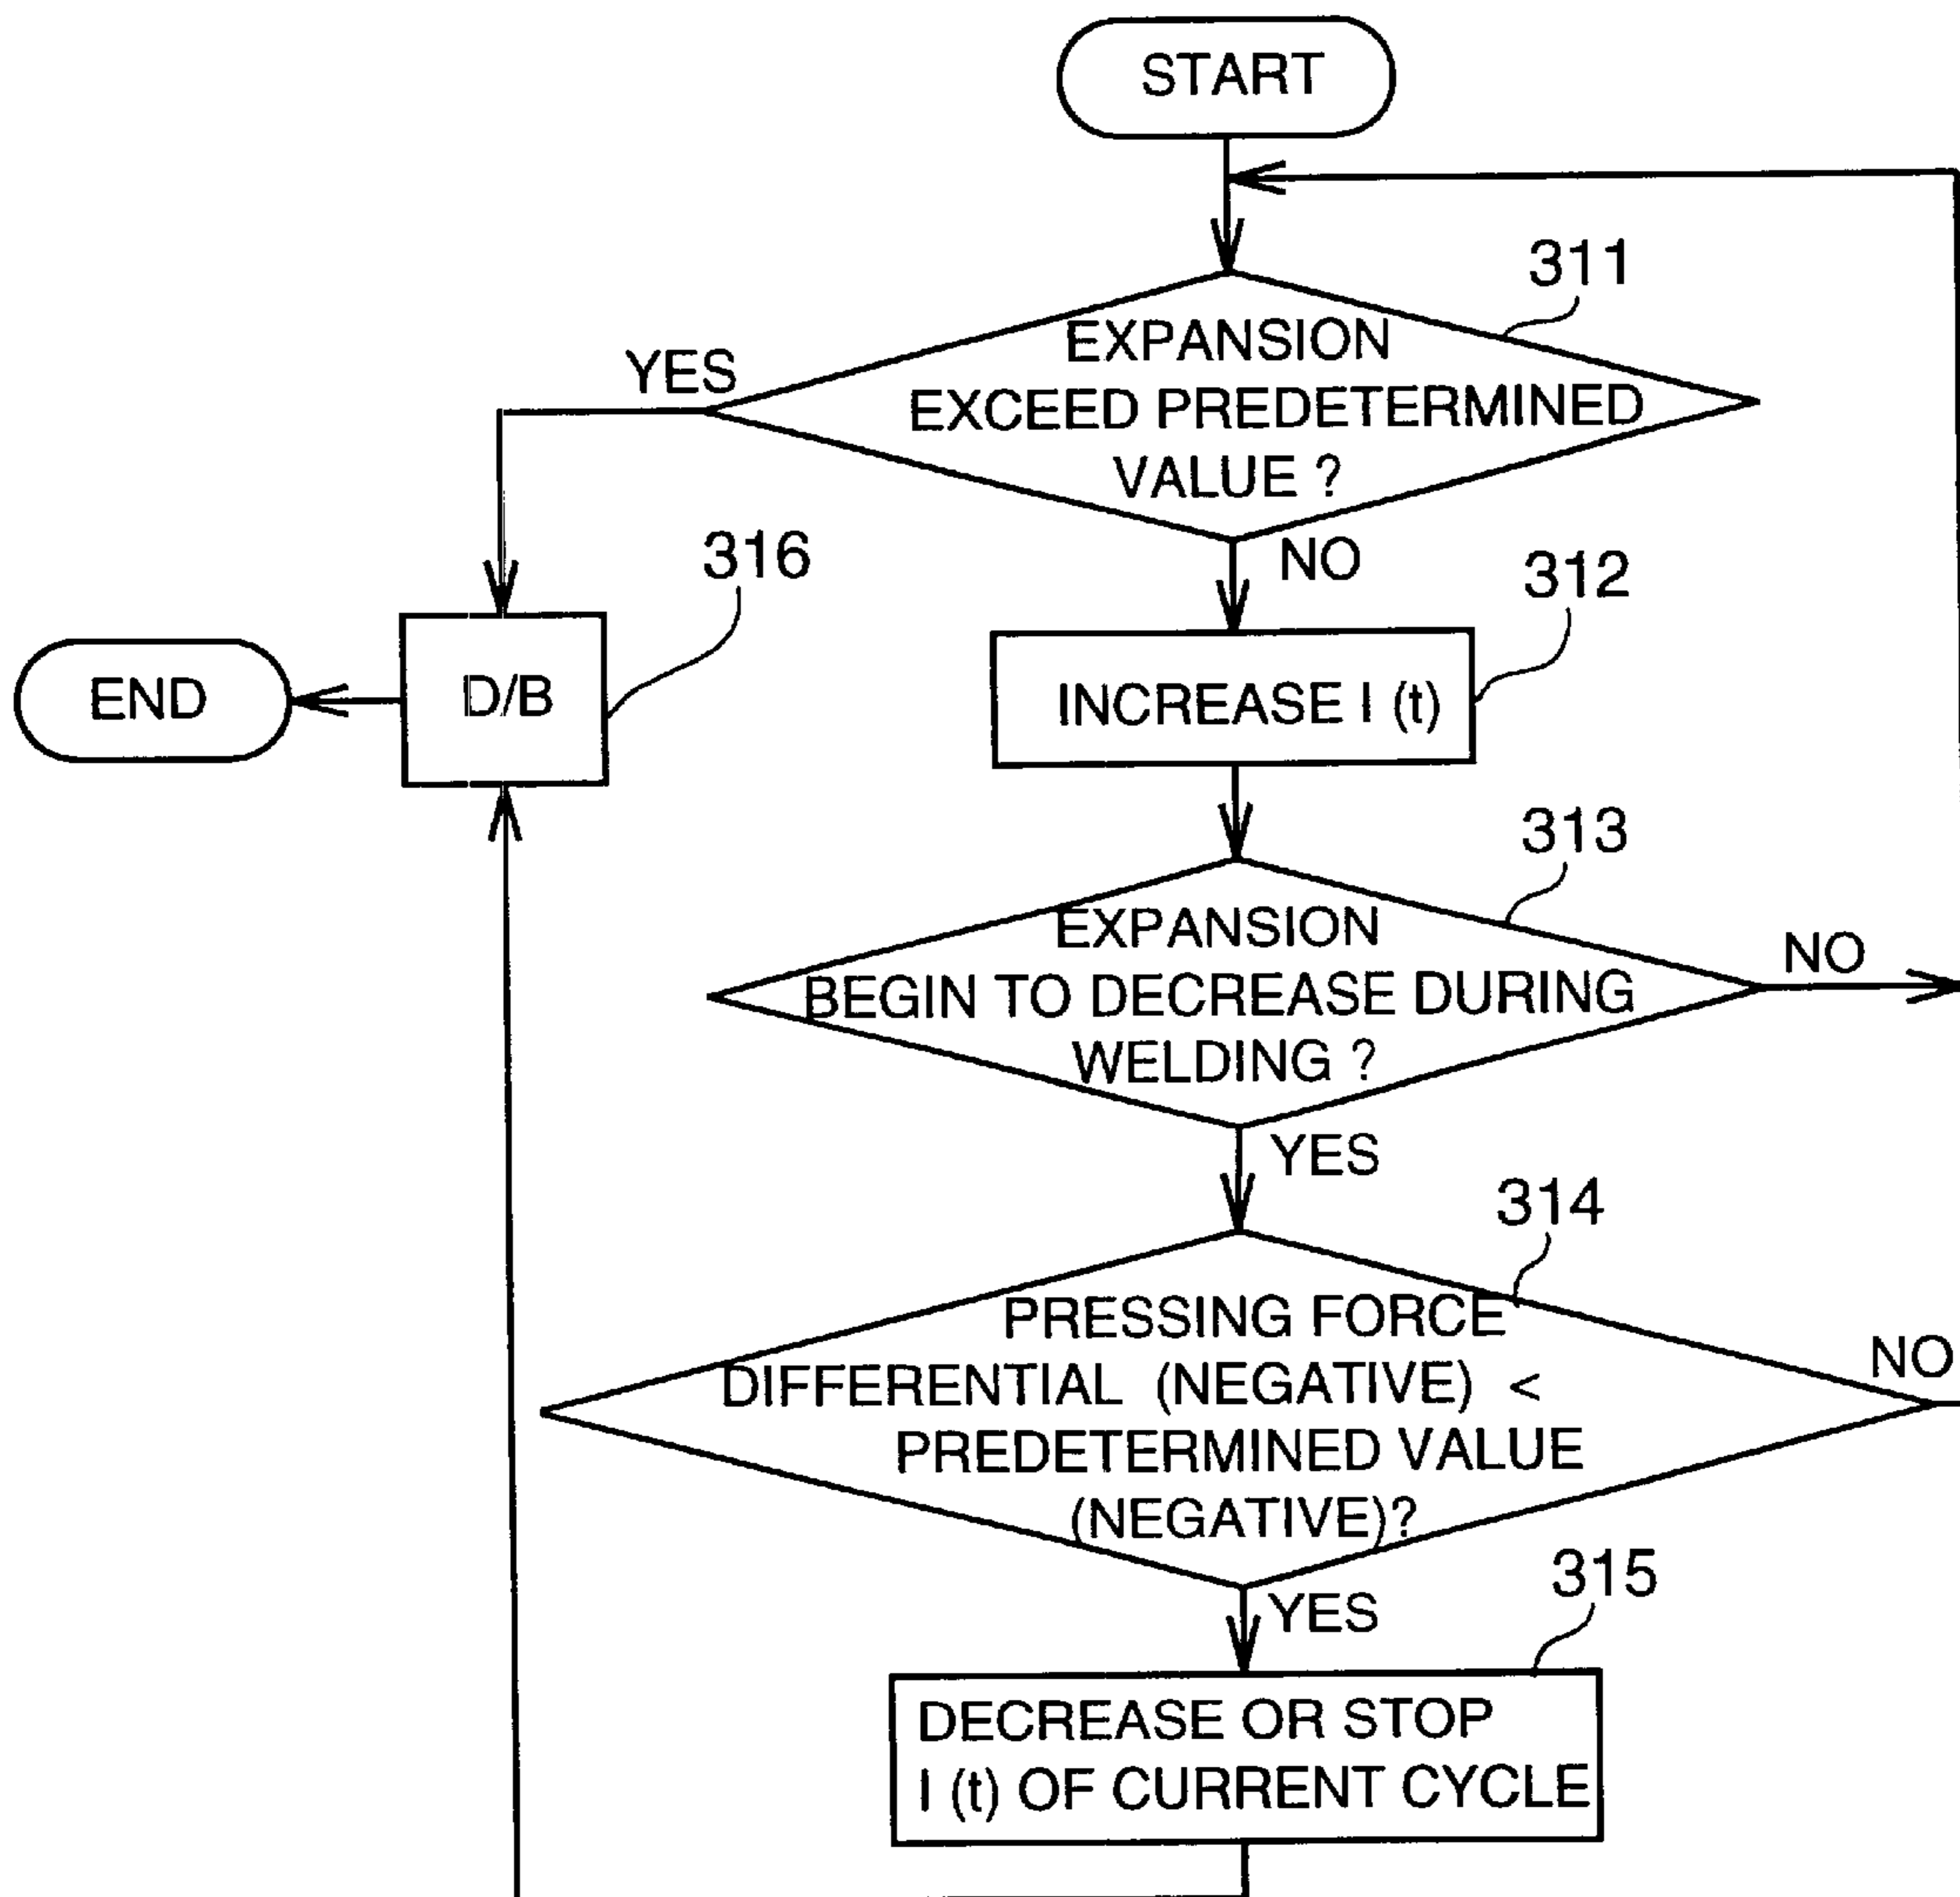 START
311
EXPANSION
EXCEED PREDETERMINED
VALUE ?
YES
NO
316
312
END
D/B
INCREASE I (t)
313
EXPANSION
BEGIN TO DECREASE DURING
WELDING ?
NO
YES
314
PRESSING FORCE
DIFFERENTIAL (NEGATIVE) <
PREDETERMINED VALUE
(NEGATIVE)?
NO
YES
315
DECREASE OR STOP
I (t) OF CURRENT CYCLE